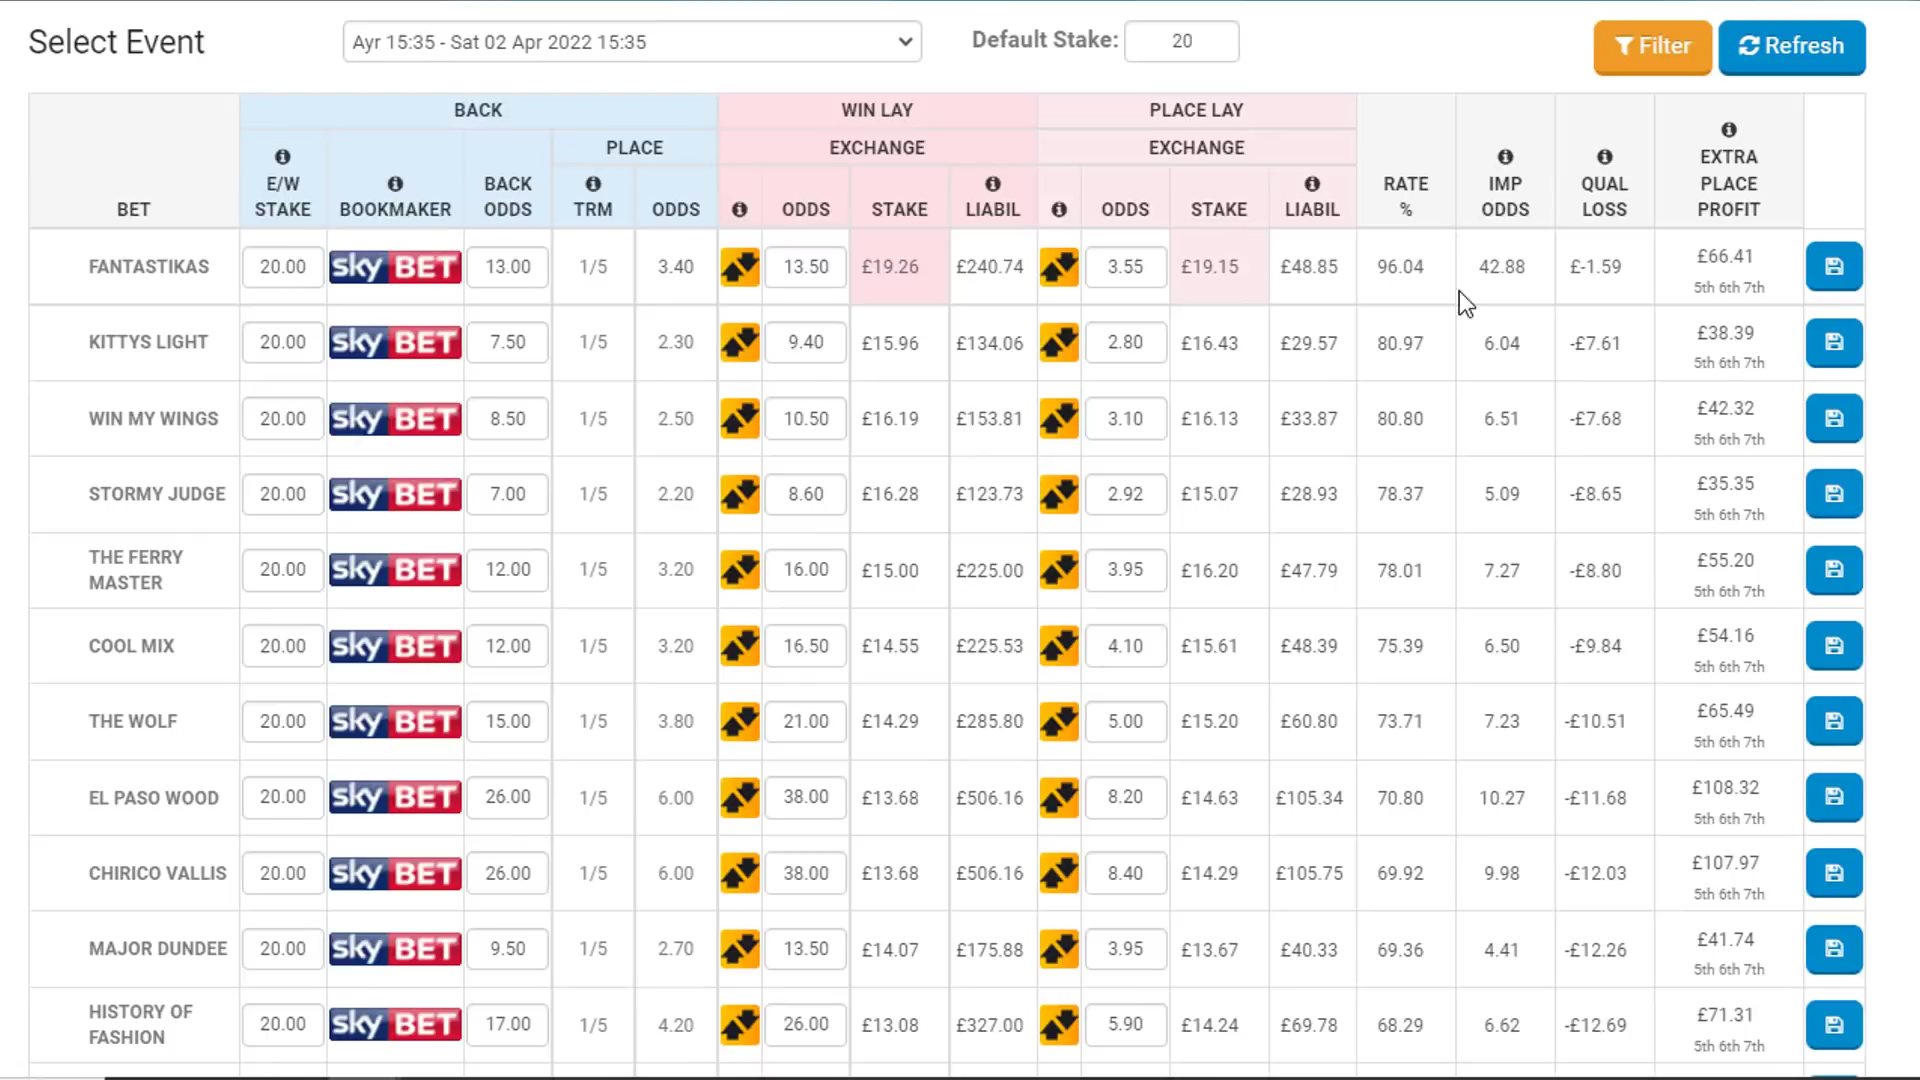 Select Event
Ayr 15:35 - Sat 02 Apr 2022 15:35
Default Stake: 20
Filter
Refresh
BACK WIN LAY PLACE LAY
PLACE EXCHANGE EXCHANGE
BET E/W STAKE BOOKMAKER BACK ODDS TRM ODDS ODDS STAKE LIABIL ODDS STAKE LIABIL RATE % IMP ODDS QUAL LOSS EXTRA PLACE PROFIT
FANTASTIKAS 20.00 sky BET 13.00 1/5 3.40 13.50 £19.26 £240.74 3.55 £19.15 £48.85 96.04 42.88 £-1.59 £66.41
5th 6th 7th
KITTYS LIGHT 20.00 sky BET 7.50 1/5 2.30 9.40 £15.96 £134.06 2.80 £16.43 £29.57 80.97 6.04 -£7.61 £38.39
5th 6th 7th
WIN MY WINGS 20.00 sky BET 8.50 1/5 2.50 10.50 £16.19 £153.81 3.10 £16.13 £33.87 80.80 6.51 -£7.68 £42.32
5th 6th 7th
STORMY JUDGE 20.00 sky BET 7.00 1/5 2.20 8.60 £16.28 £123.73 2.92 £15.07 £28.93 78.37 5.09 -£8.65 £35.35
5th 6th 7th
THE FERRY MASTER 20.00 sky BET 12.00 1/5 3.20 16.00 £15.00 £225.00 3.95 £16.20 £47.79 78.01 7.27 -£8.80 £55.20
5th 6th 7th
COOL MIX 20.00 sky BET 12.00 1/5 3.20 16.50 £14.55 £225.53 4.10 £15.61 £48.39 75.39 6.50 -£9.84 £54.16
5th 6th 7th
THE WOLF 20.00 sky BET 15.00 1/5 3.80 21.00 £14.29 £285.80 5.00 £15.20 £60.80 73.71 7.23 -£10.51 £65.49
5th 6th 7th
EL PASO WOOD 20.00 sky BET 26.00 1/5 6.00 38.00 £13.68 £506.16 8.20 £14.63 £105.34 70.80 10.27 -£11.68 £108.32
5th 6th 7th
CHIRICO VALLIS 20.00 sky BET 26.00 1/5 6.00 38.00 £13.68 £506.16 8.40 £14.29 £105.75 69.92 9.98 -£12.03 £107.97
5th 6th 7th
MAJOR DUNDEE 20.00 sky BET 9.50 1/5 2.70 13.50 £14.07 £175.88 3.95 £13.67 £40.33 69.36 4.41 -£12.26 £41.74
5th 6th 7th
HISTORY OF FASHION 20.00 sky BET 17.00 1/5 4.20 26.00 £13.08 £327.00 5.90 £14.24 £69.78 68.29 6.62 -£12.69 £71.31
5th 6th 7th